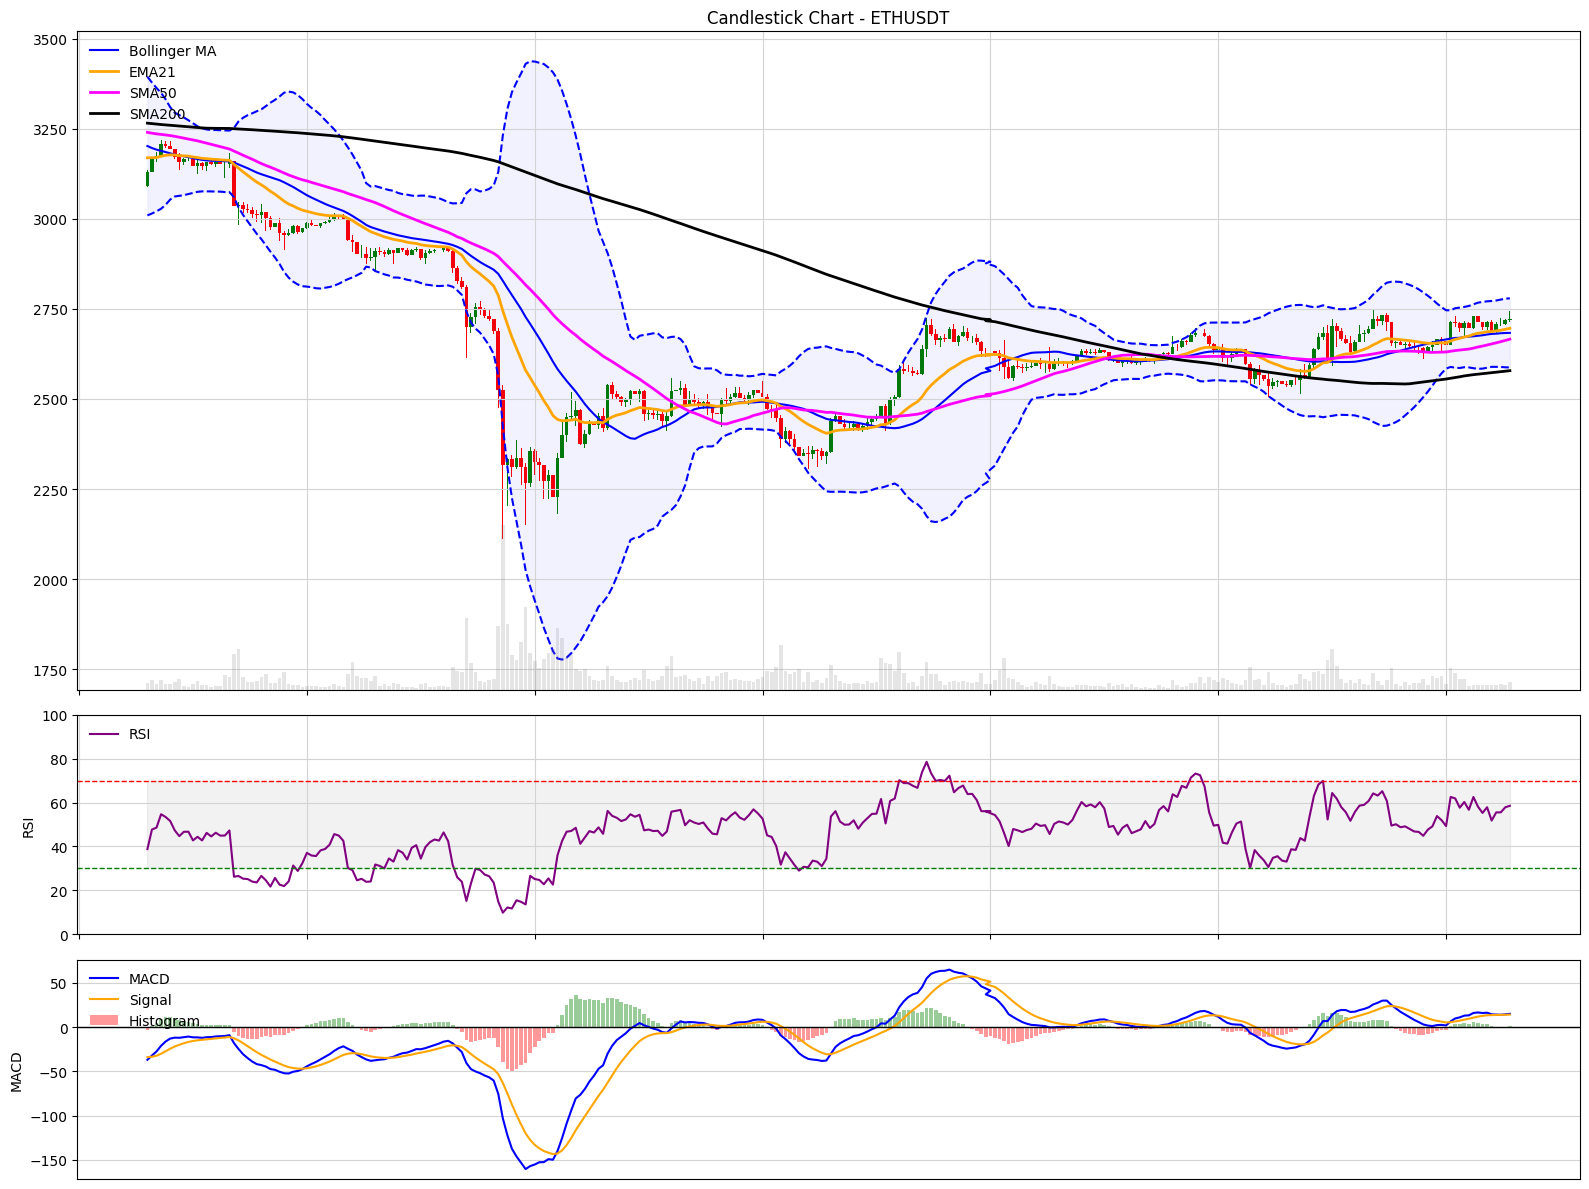 Candlestick Chart - ETHUSDT
3500
3250
3000
2750
2500
2250
2000
1750
Bollinger MA
EMA21
SMA50
SMA200
100
80
60
40
20
0
RSI
RSI
50
0
−50
−100
−150
MACD
MACD
Signal
Histogram